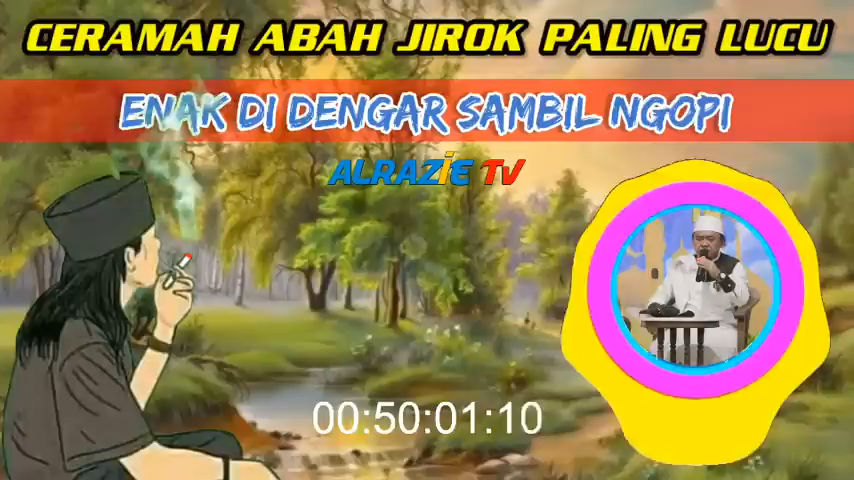 CERAMAH ABAH JIROK PALING LUCU
ENAK DI DENGAR SAMBIL NGOPI
ALRAZiE TV
00:50:01:10